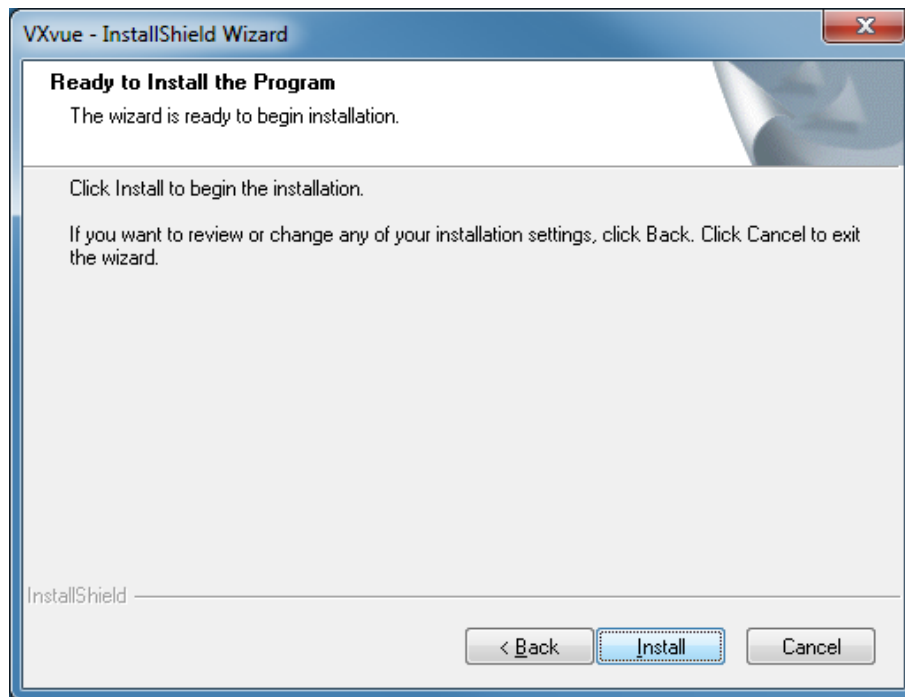 VXvue - InstallShield Wizard
Ready to Install the Program
The wizard is ready to begin installation.
Click Install to begin the installation.
If you want to review or change any of your installation settings, click Back. Click Cancel to exit
the wizard.
InstallShield
< Back Install Cancel